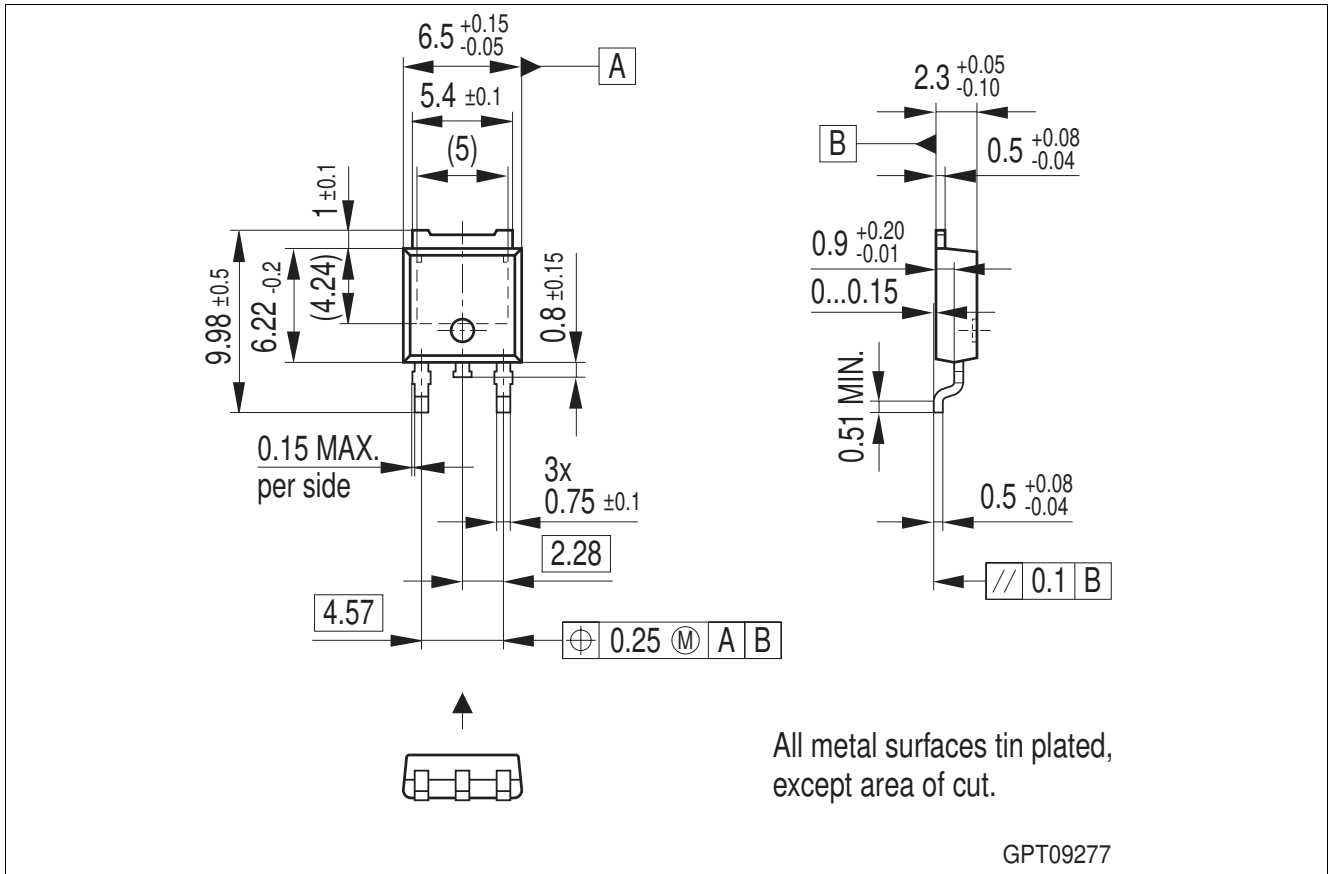 6.5 +0.15 -0.05
A
5.4 ±0.1
(5)
1 ±0.1
9.98 ±0.5
6.22 -0.2
(4.24)
0.8 ±0.15
0.15 MAX.
per side
3x
0.75 ±0.1
2.28
4.57
⌖ 0.25 Ⓜ A B
2.3 +0.05 -0.10
B
0.5 +0.08 -0.04
0.9 +0.20 -0.01
0...0.15
0.51 MIN.
0.5 +0.08 -0.04
// 0.1 B
All metal surfaces tin plated,
except area of cut.
GPT09277